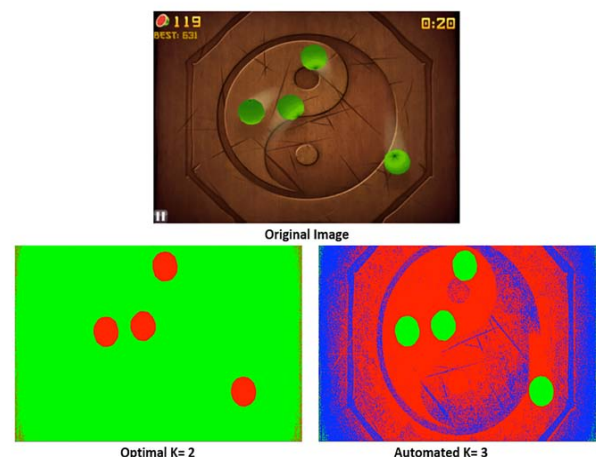 119
0:20
BEST: 631
Original Image
Optimal K= 2
Automated K= 3